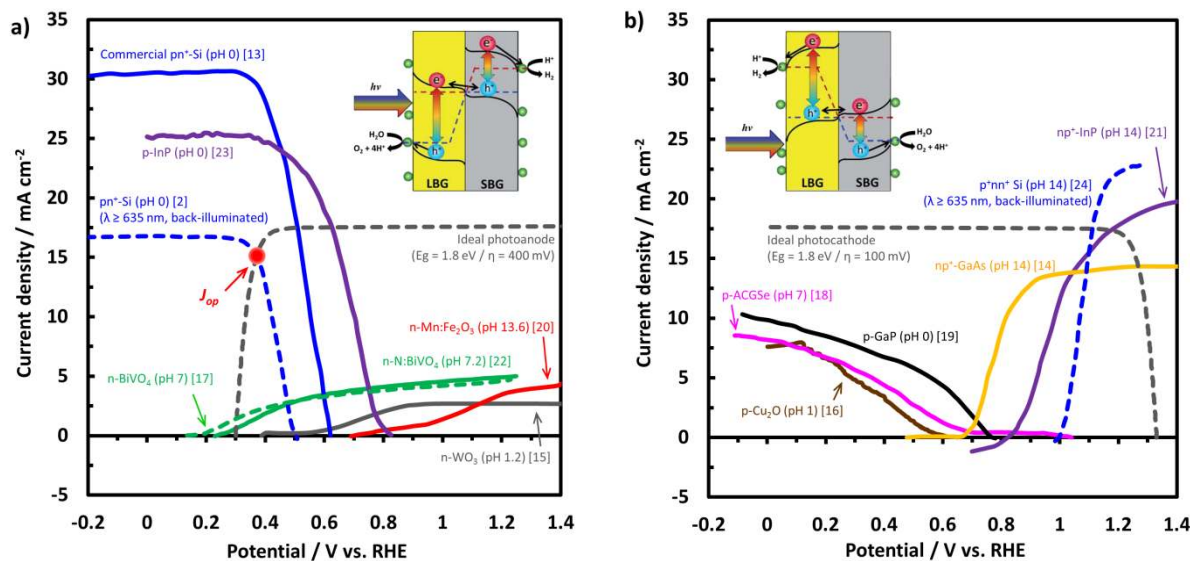 a)
Current density / mA cm⁻²
35
30
25
20
15
10
5
0
-5
-0.2
0
0.2
0.4
0.6
0.8
1
1.2
1.4
Potential / V vs. RHE
Commercial pn⁺-Si (pH 0) [13]
p-InP (pH 0) [23]
pn⁺-Si (pH 0) [2]
(λ ≥ 635 nm, back-illuminated)
J_op
Ideal photoanode
(Eg = 1.8 eV / η = 400 mV)
n-Mn:Fe₂O₃ (pH 13.6) [20]
n-N:BiVO₄ (pH 7.2) [22]
n-BiVO₄ (pH 7) [17]
n-WO₃ (pH 1.2) [15]
hν
e⁻
e⁻
h⁺
h⁺
H⁺
H₂
H₂O
O₂ + 4H⁺
LBG
SBG
b)
Current density / mA cm⁻²
35
30
25
20
15
10
5
0
-5
-0.2
0
0.2
0.4
0.6
0.8
1
1.2
1.4
Potential / V vs. RHE
np⁺-InP (pH 14) [21]
p⁺nn⁺ Si (pH 14) [24]
(λ ≥ 635 nm, back-illuminated)
Ideal photocathode
(Eg = 1.8 eV / η = 100 mV)
np⁺-GaAs (pH 14) [14]
p-ACGSe (pH 7) [18]
p-GaP (pH 0) [19]
p-Cu₂O (pH 1) [16]
hν
e⁻
e⁻
h⁺
h⁺
H⁺
H₂
H₂O
O₂ + 4H⁺
LBG
SBG